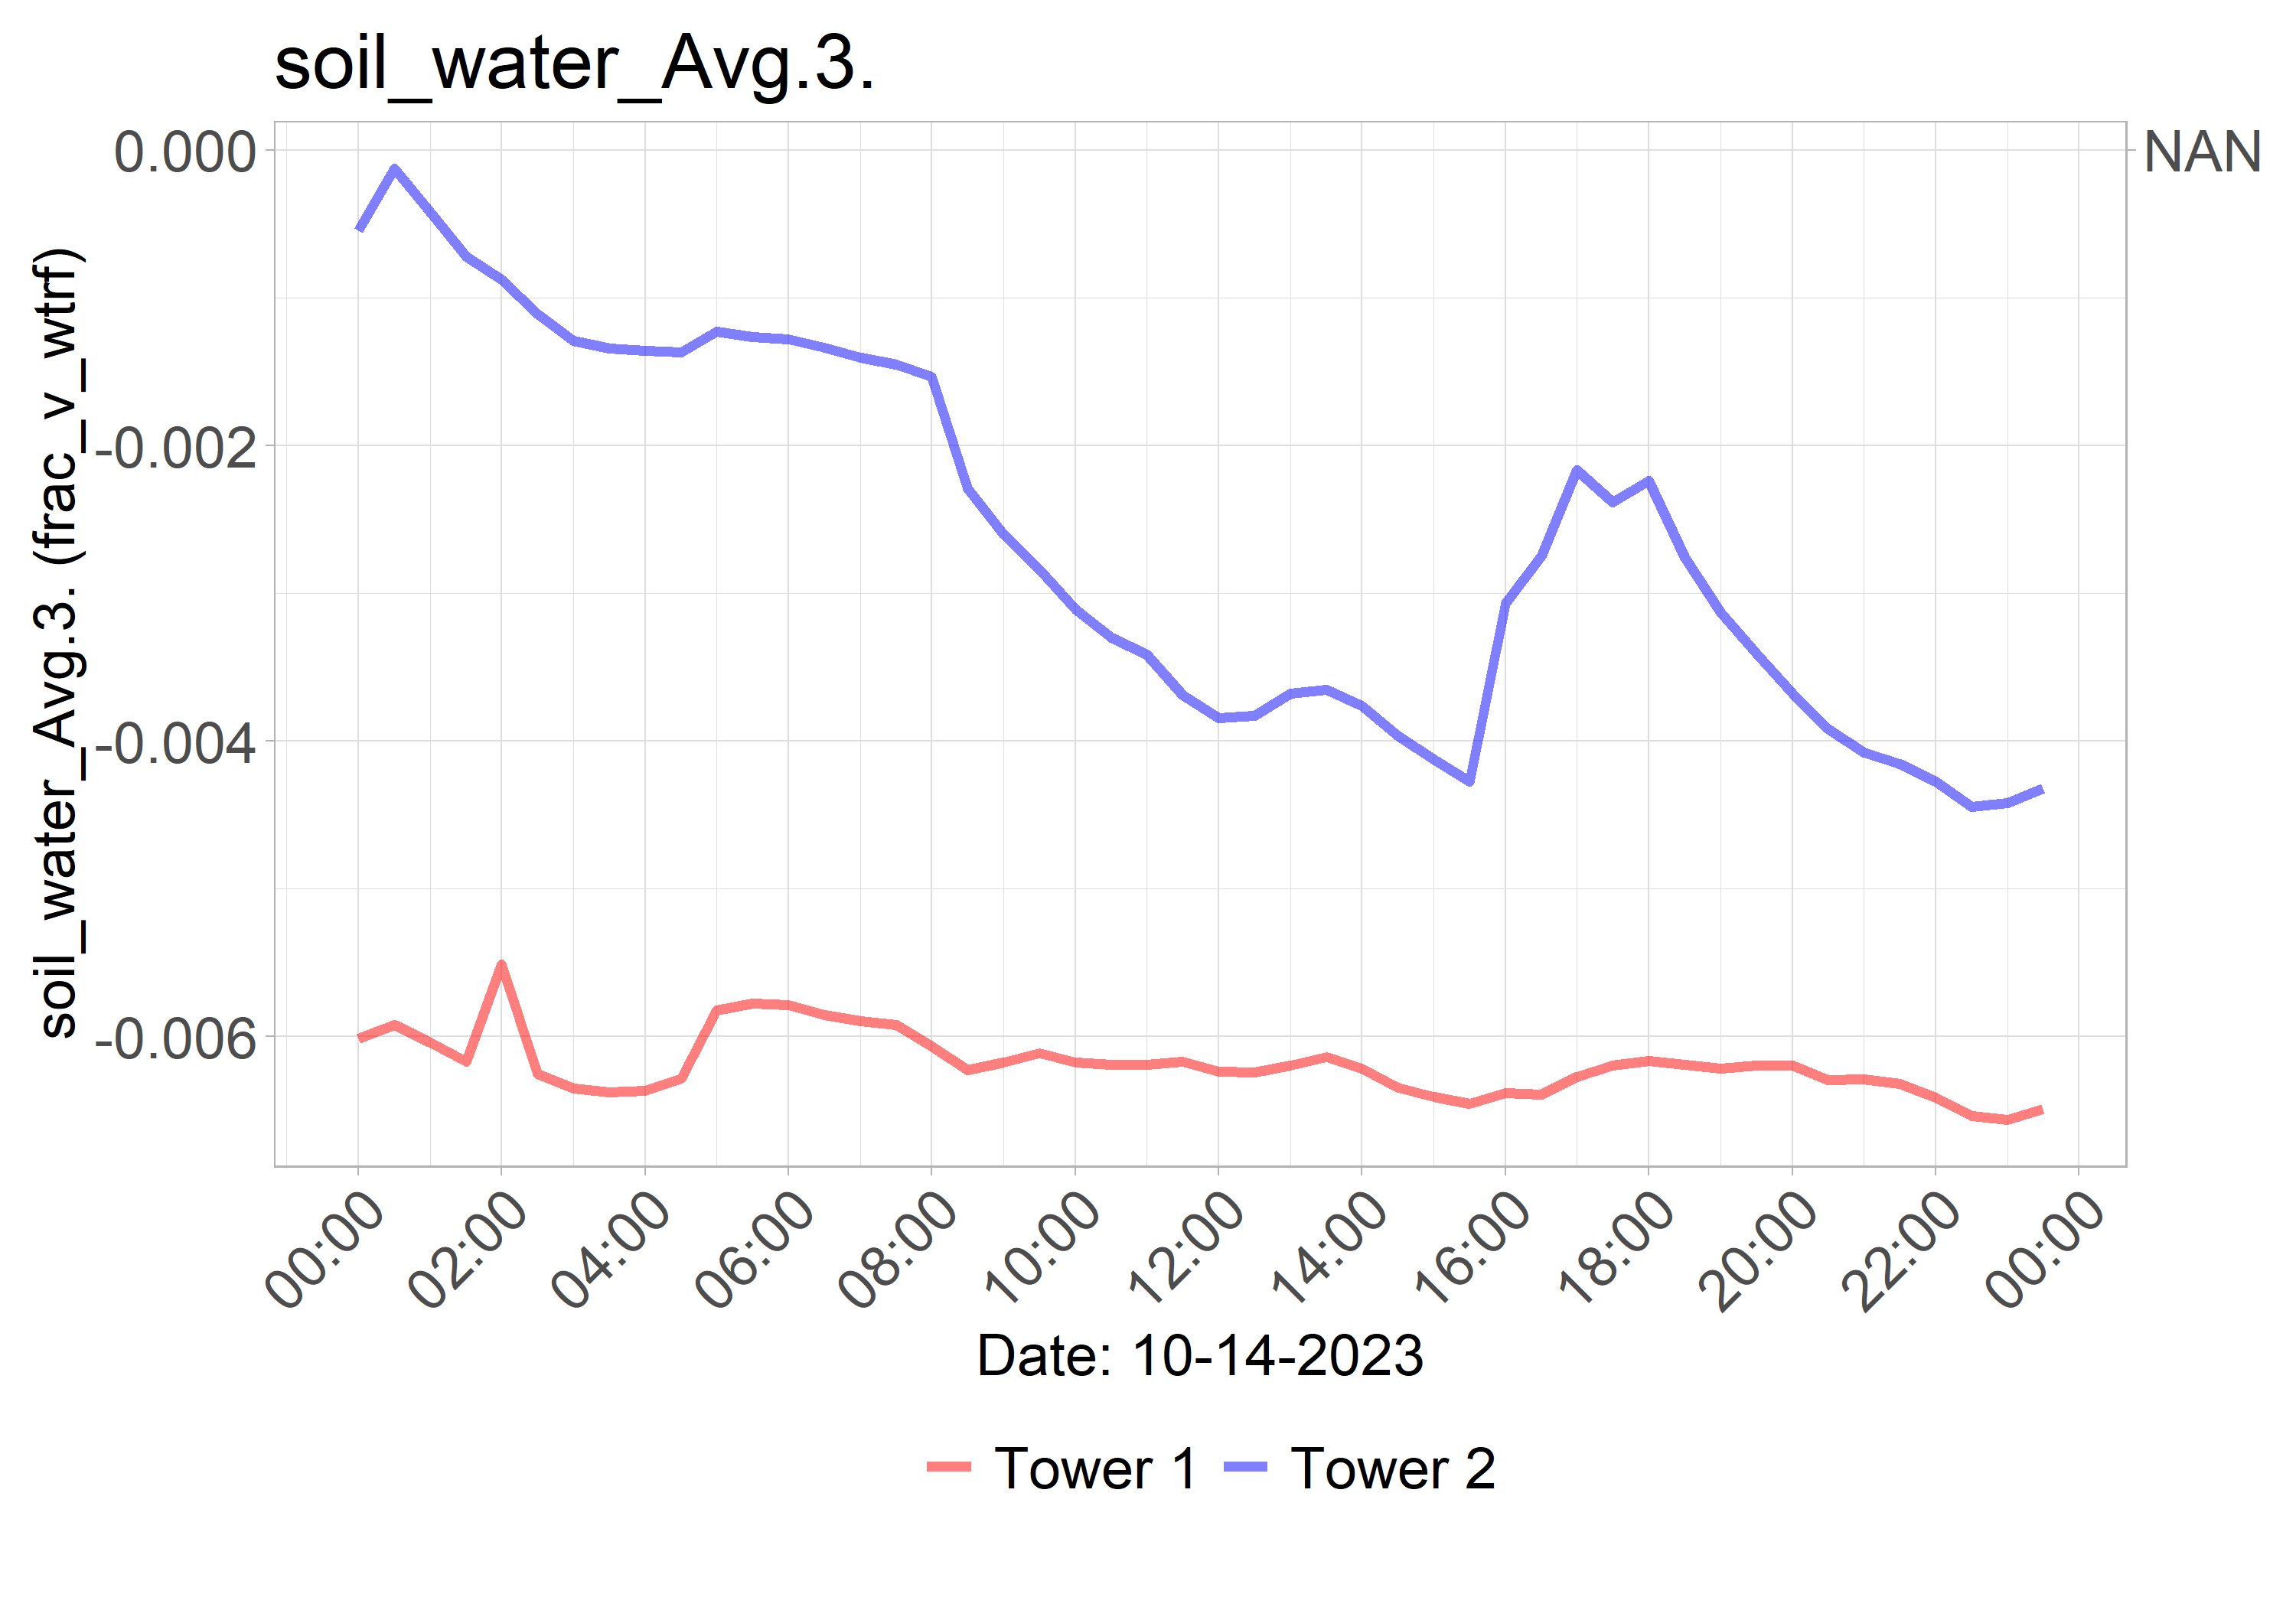 soil_water_Avg.3.
soil_water_Avg.3. (frac_v_wtrf)
0.000
-0.002
-0.004
-0.006
NAN
00:00
02:00
04:00
06:00
08:00
10:00
12:00
14:00
16:00
18:00
20:00
22:00
00:00
Date: 10-14-2023
Tower 1
Tower 2